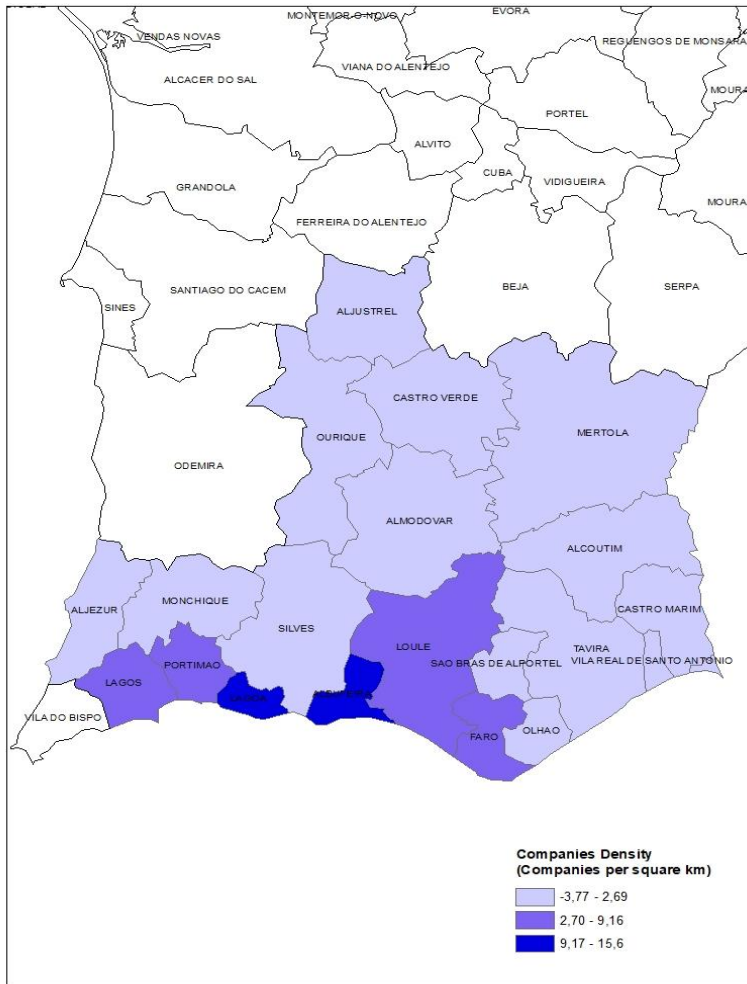 MONTEMOR-O-NOVO
EVORA
VENDAS NOVAS
REGUENGOS DE MONSARA
VIANA DO ALENTEJO
ALCACER DO SAL
MOURA
PORTEL
ALVITO
CUBA
VIDIGUEIRA
GRANDOLA
MOURA
FERREIRA DO ALENTEJO
SANTIAGO DO CACEM
BEJA
SERPA
SINES
ALJUSTREL
CASTRO VERDE
MERTOLA
OURIQUE
ODEMIRA
ALMODOVAR
ALCOUTIM
MONCHIQUE
ALJEZUR
CASTRO MARIM
SILVES
LOULE
TAVIRA
SAO BRAS DE ALPORTEL
VILA REAL DE SANTO ANTONIO
PORTIMAO
LAGOS
VILA DO BISPO
OLHAO
FARO
Companies Density
(Companies per square km)
-3,77 - 2,69
2,70 - 9,16
9,17 - 15,6